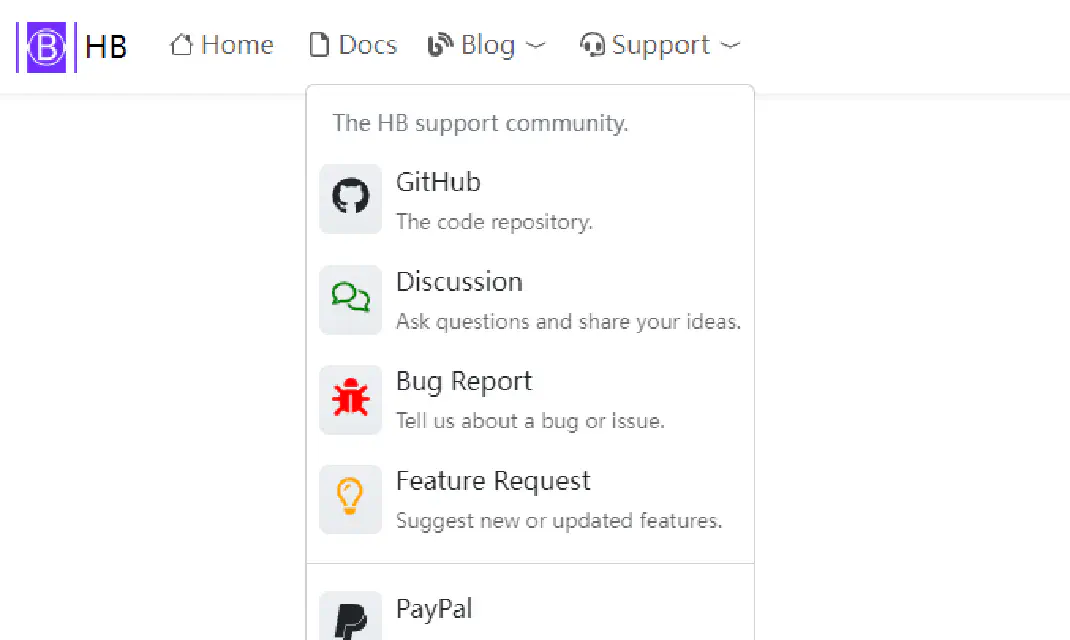 B HB Home Docs Blog Support
The HB support community.
GitHub
The code repository.
Discussion
Ask questions and share your ideas.
Bug Report
Tell us about a bug or issue.
Feature Request
Suggest new or updated features.
PayPal